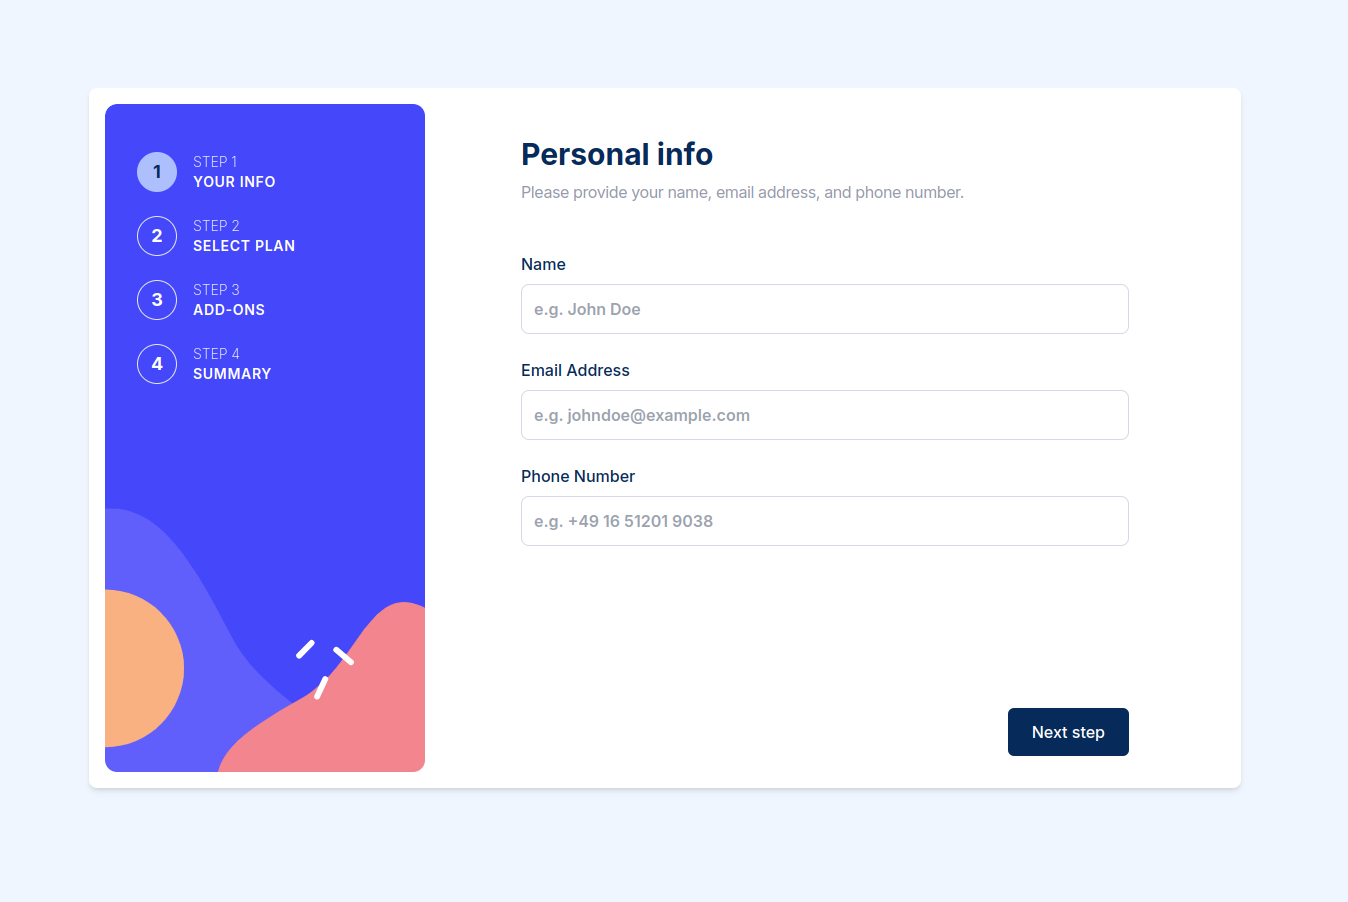 1
STEP 1
YOUR INFO
2
STEP 2
SELECT PLAN
3
STEP 3
ADD-ONS
4
STEP 4
SUMMARY
Personal info
Please provide your name, email address, and phone number.
Name
e.g. John Doe
Email Address
e.g. johndoe@example.com
Phone Number
e.g. +49 16 51201 9038
Next step